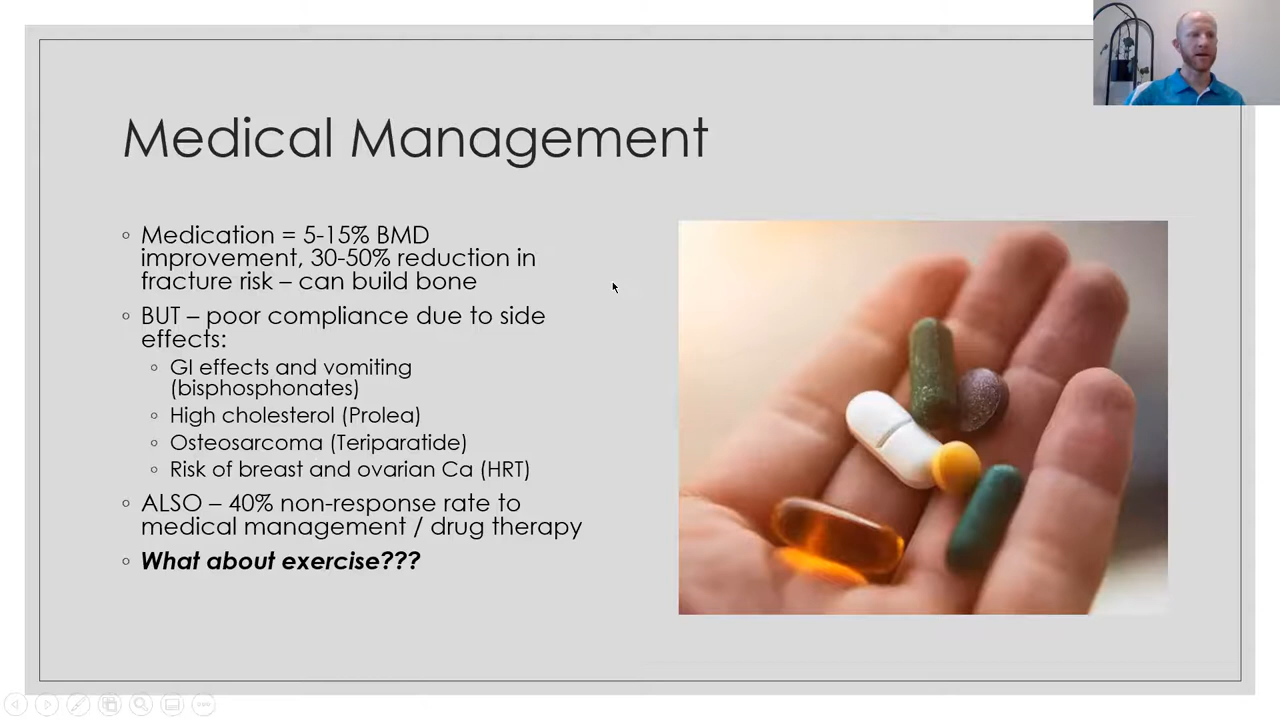 Medical Management
Medication = 5-15% BMD
improvement, 30-50% reduction in
fracture risk – can build bone
BUT – poor compliance due to side
effects:
GI effects and vomiting
(bisphosphonates)
High cholesterol (Prolea)
Osteosarcoma (Teriparatide)
Risk of breast and ovarian Ca (HRT)
ALSO – 40% non-response rate to
medical management / drug therapy
What about exercise???